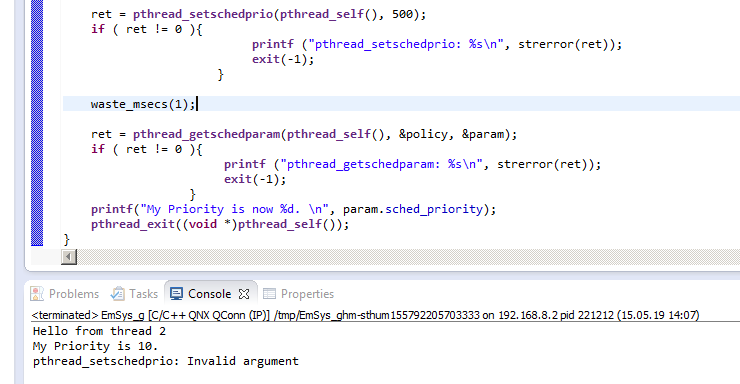 ret = pthread_setschedprio(pthread_self(), 500);
if ( ret != 0 ){
printf ("pthread_setschedprio: %s\n", strerror(ret));
exit(-1);
}
waste_msecs(1);
ret = pthread_getschedparam(pthread_self(), &policy, &param);
if ( ret != 0 ){
printf ("pthread_getschedparam: %s\n", strerror(ret));
exit(-1);
}
printf("My Priority is now %d. \n", param.sched_priority);
pthread_exit((void *)pthread_self());
}
Problems Tasks Console Properties
<terminated> EmSys_g [C/C++ QNX QConn (IP)] /tmp/EmSys_ghm-sthum155792205703333 on 192.168.8.2 pid 221212 (15.05.19 14:07)
Hello from thread 2
My Priority is 10.
pthread_setschedprio: Invalid argument